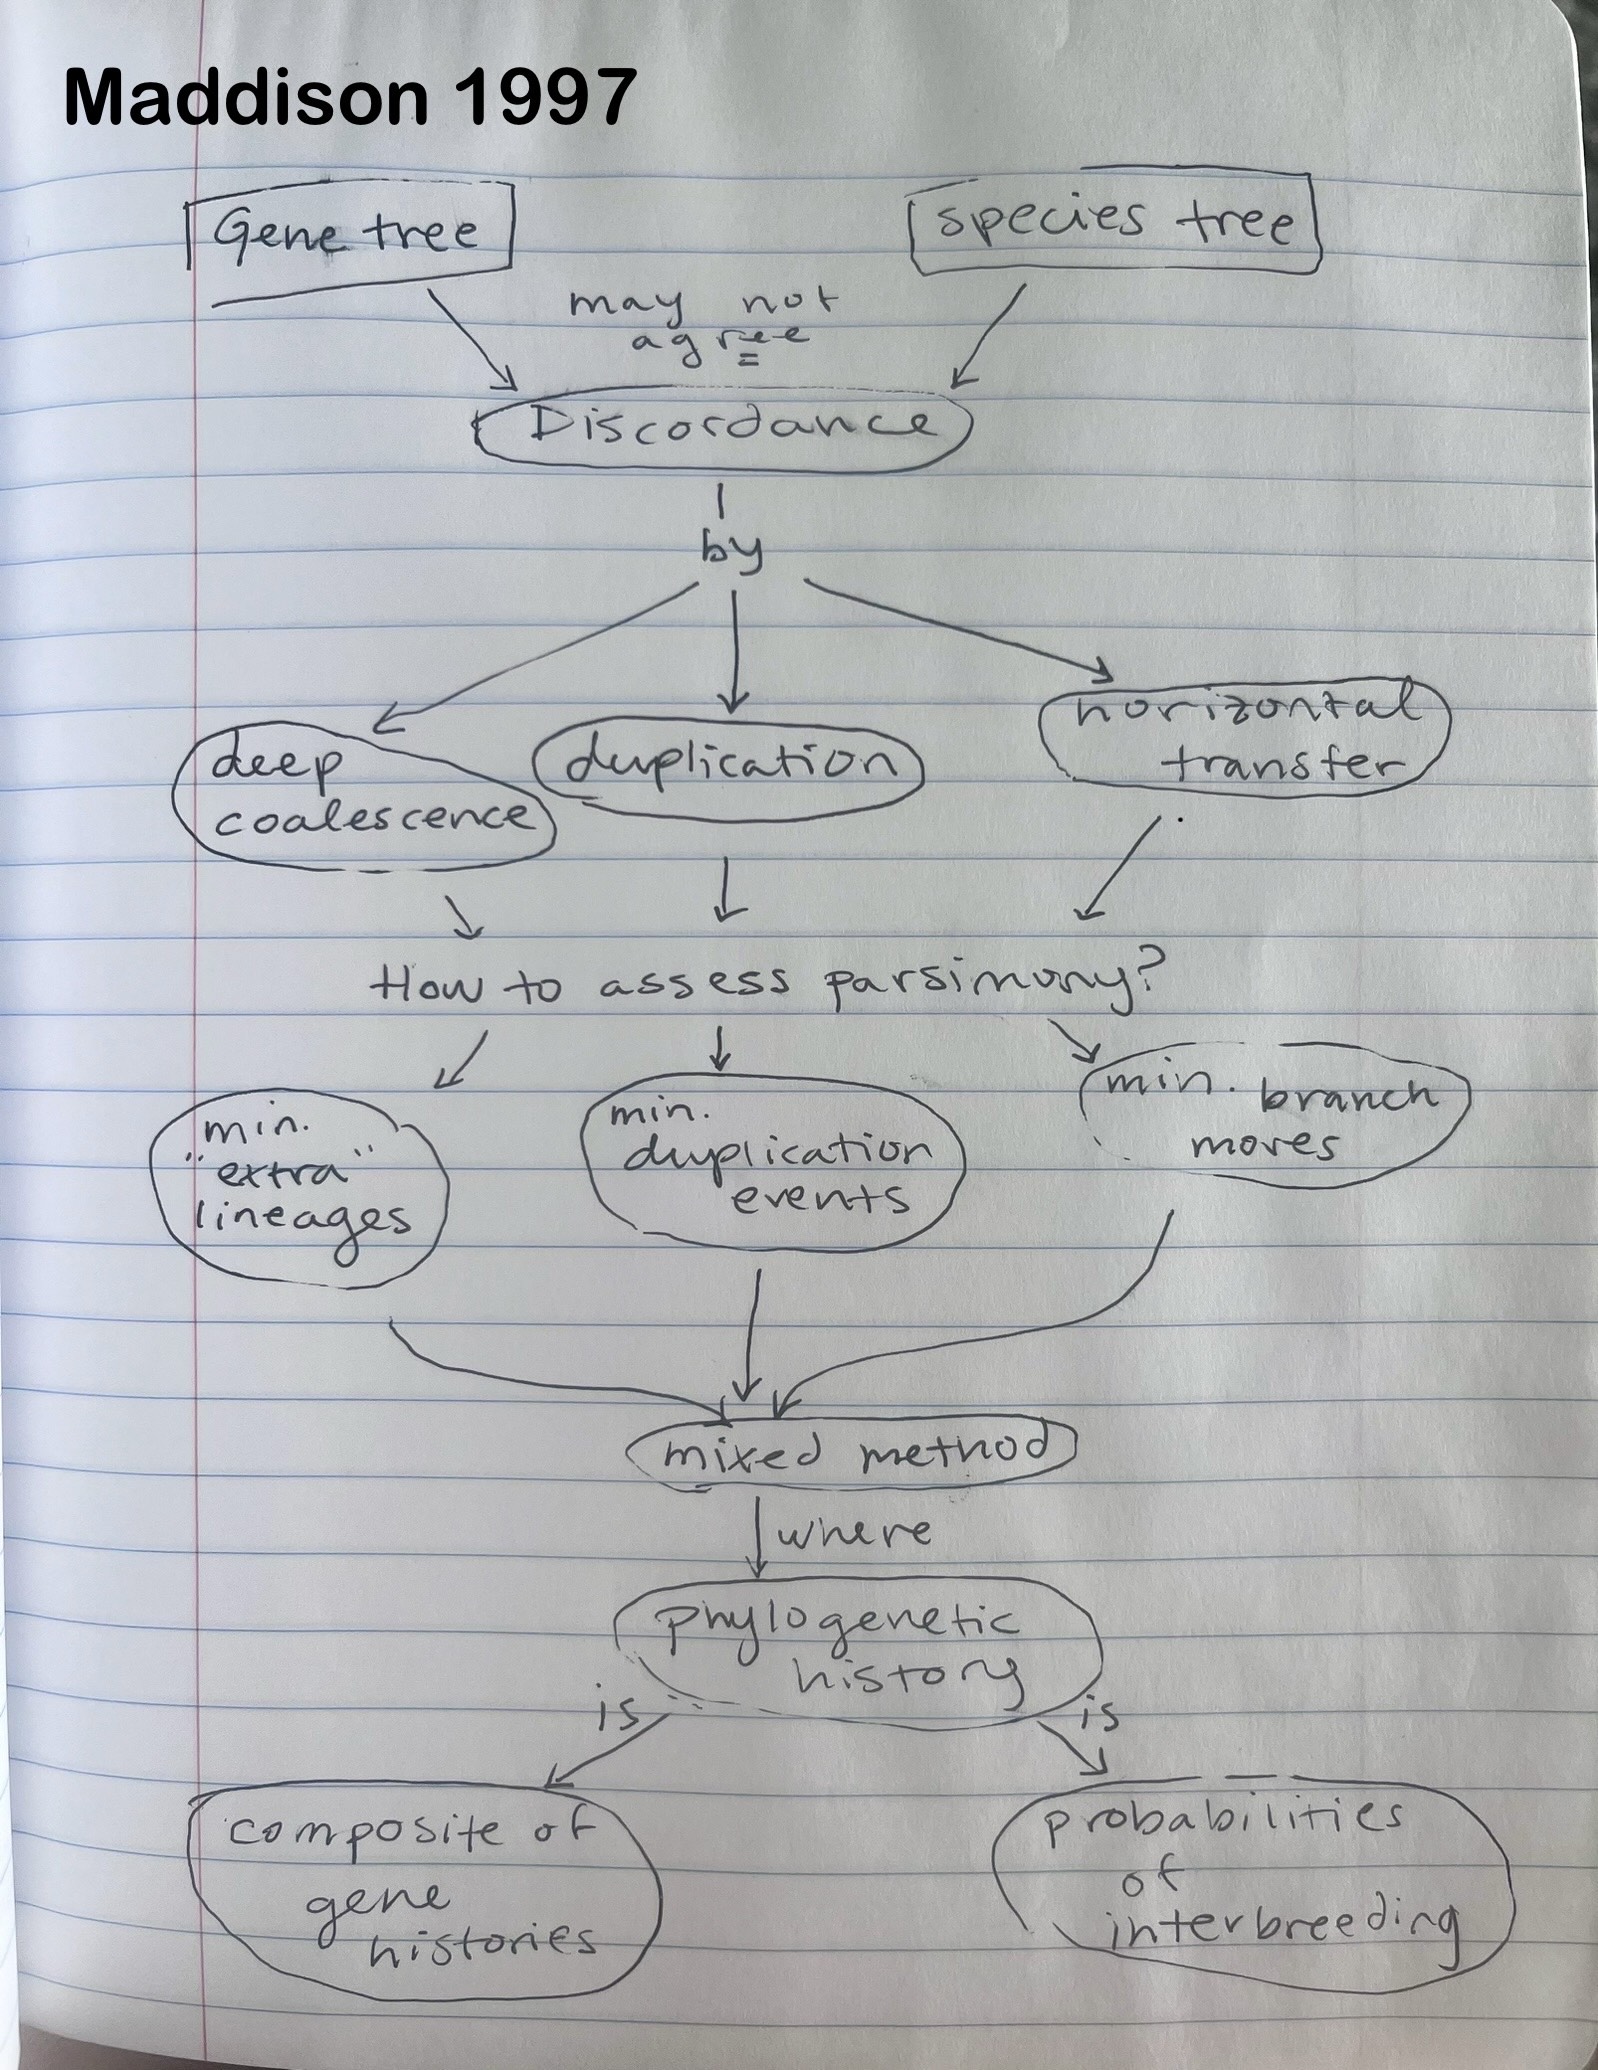 Maddison 1997
Gene tree
species tree
may not
agree
Discordance
by
deep
coalescence
duplication
horizontal
transfer
How to assess parsimony?
min.
"extra"
lineages
min.
duplication
events
min. branch
moves
mixed method
where
phylogenetic
history
is
is
composite of
gene
histories
probabilities
of
interbreeding